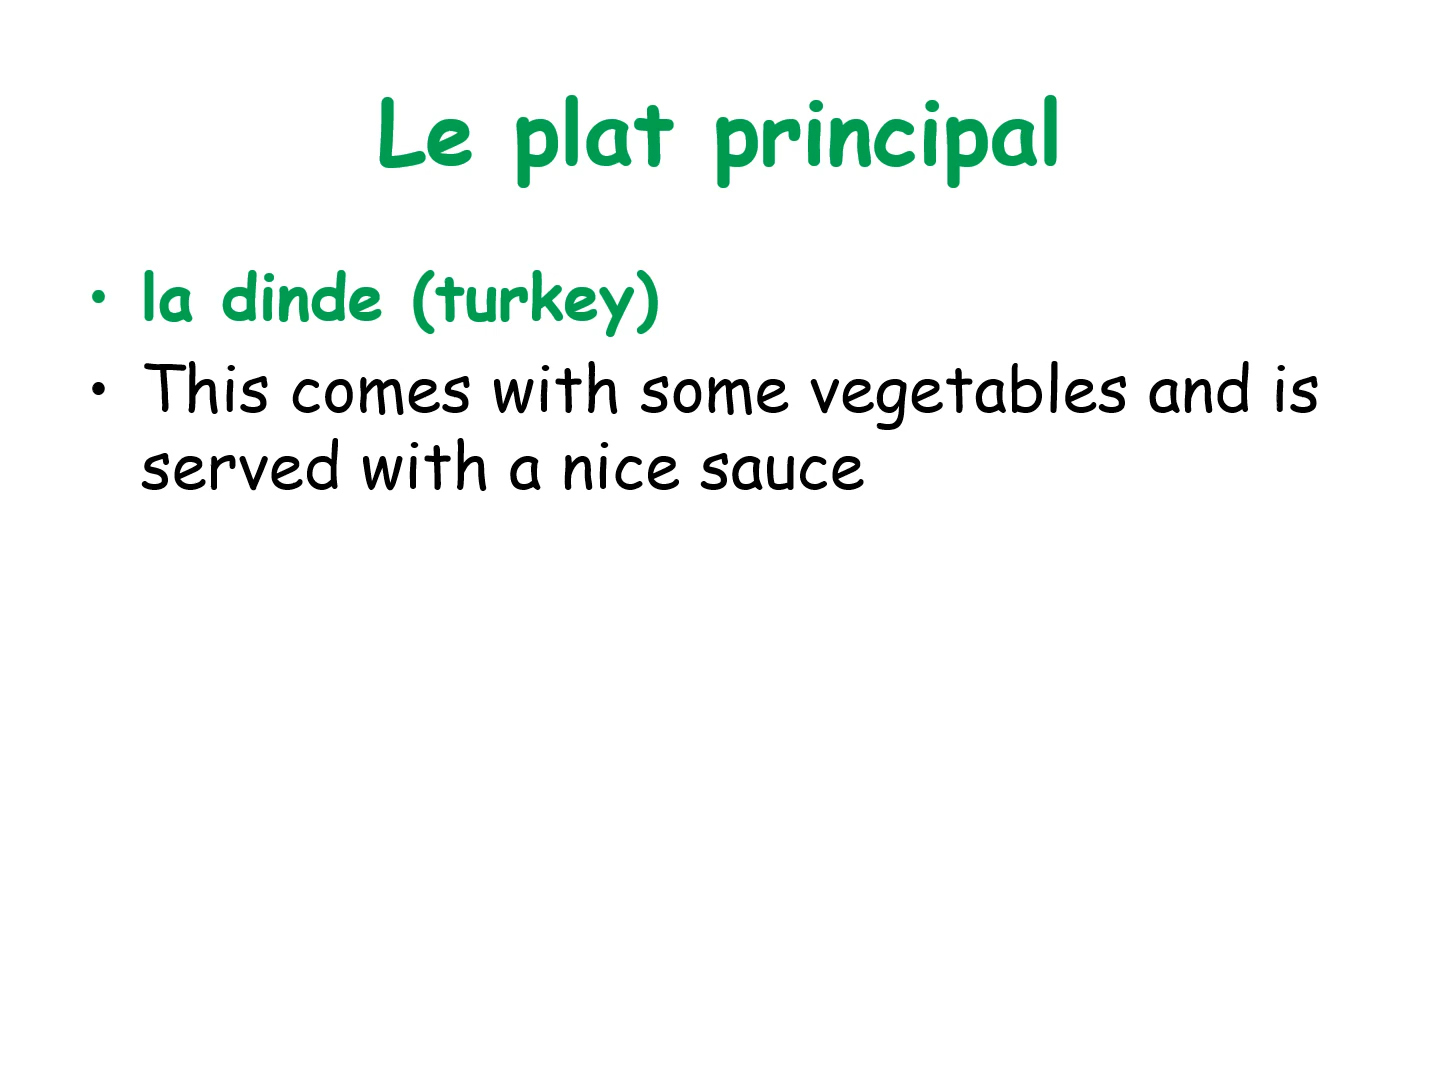 Le plat principal
• la dinde (turkey)
• This comes with some vegetables and is
served with a nice sauce